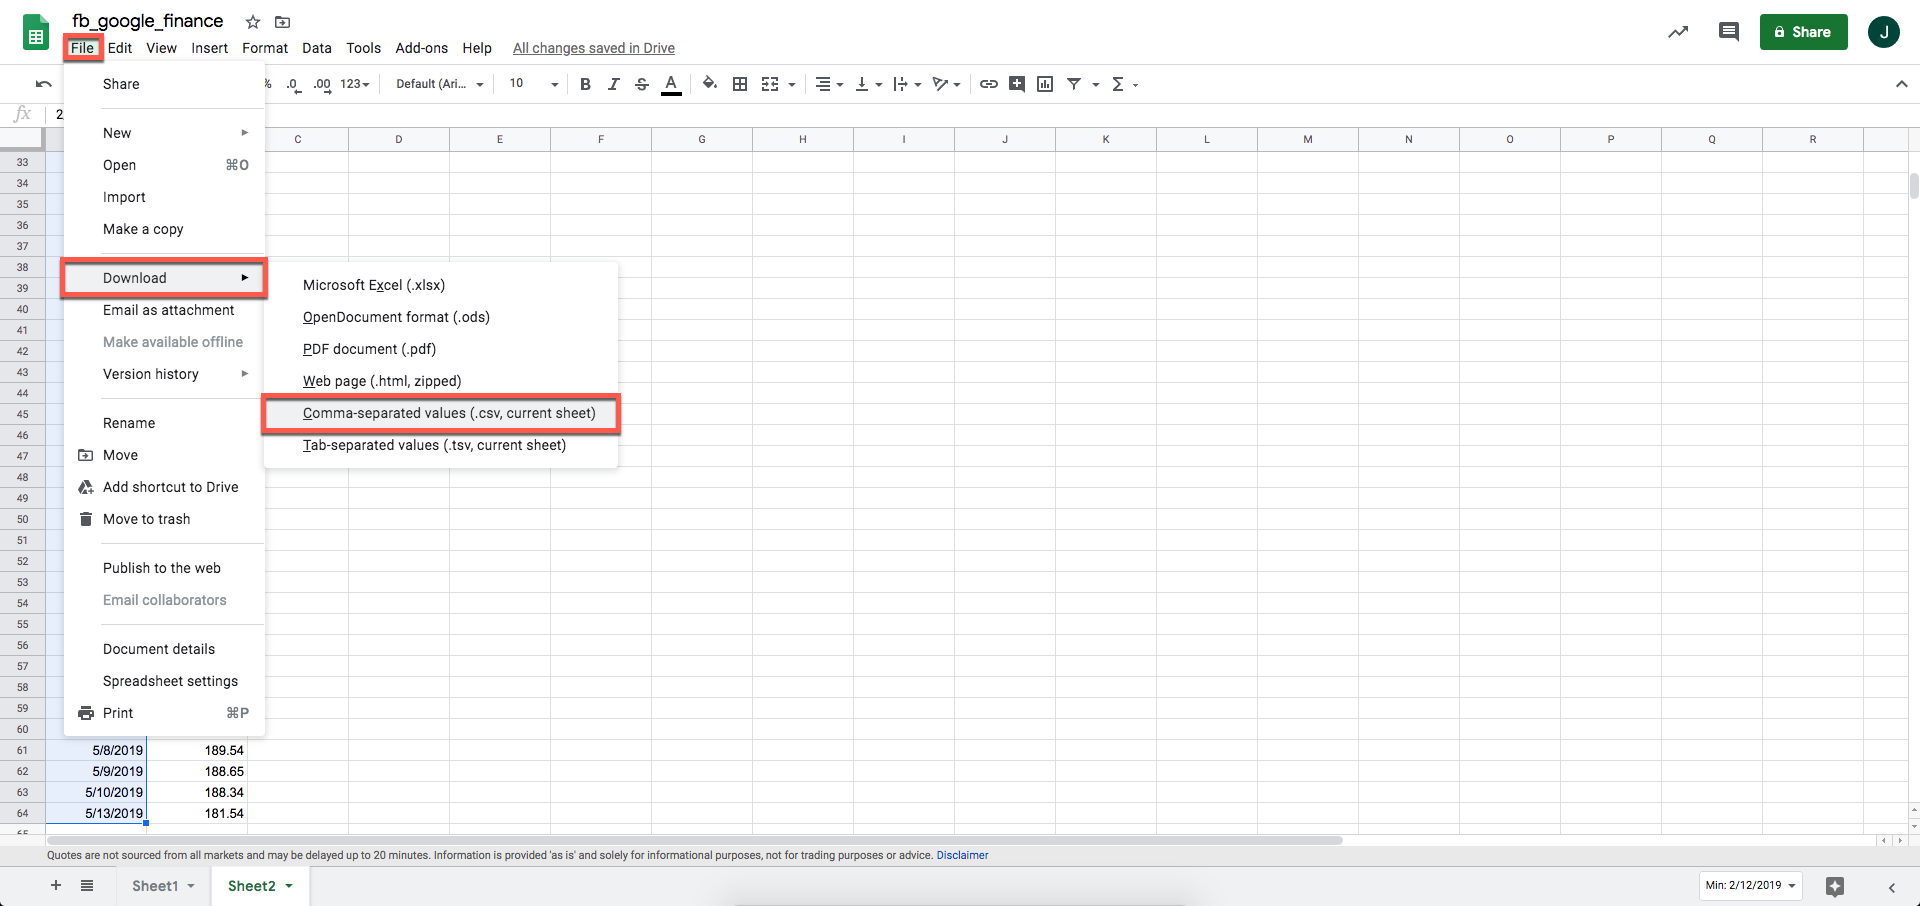 fb_google_finance
File Edit View Insert Format Data Tools Add-ons Help All changes saved in Drive
Share
J
% .0 .00 123 Default (Ari... 10 B I S A Σ
fx 2
C D E F G H I J K L M N O P Q R
Share
New
Open ⌘O
Import
Make a copy
Download
Email as attachment
Make available offline
Version history
Rename
Move
Add shortcut to Drive
Move to trash
Publish to the web
Email collaborators
Document details
Spreadsheet settings
Print ⌘P
Microsoft Excel (.xlsx)
OpenDocument format (.ods)
PDF document (.pdf)
Web page (.html, zipped)
Comma-separated values (.csv, current sheet)
Tab-separated values (.tsv, current sheet)
33
34
35
36
37
38
39
40
41
42
43
44
45
46
47
48
49
50
51
52
53
54
55
56
57
58
59
60
61 5/8/2019 189.54
62 5/9/2019 188.65
63 5/10/2019 188.34
64 5/13/2019 181.54
65
Quotes are not sourced from all markets and may be delayed up to 20 minutes. Information is provided 'as is' and solely for informational purposes, not for trading purposes or advice. Disclaimer
+ Sheet1 Sheet2 Min: 2/12/2019